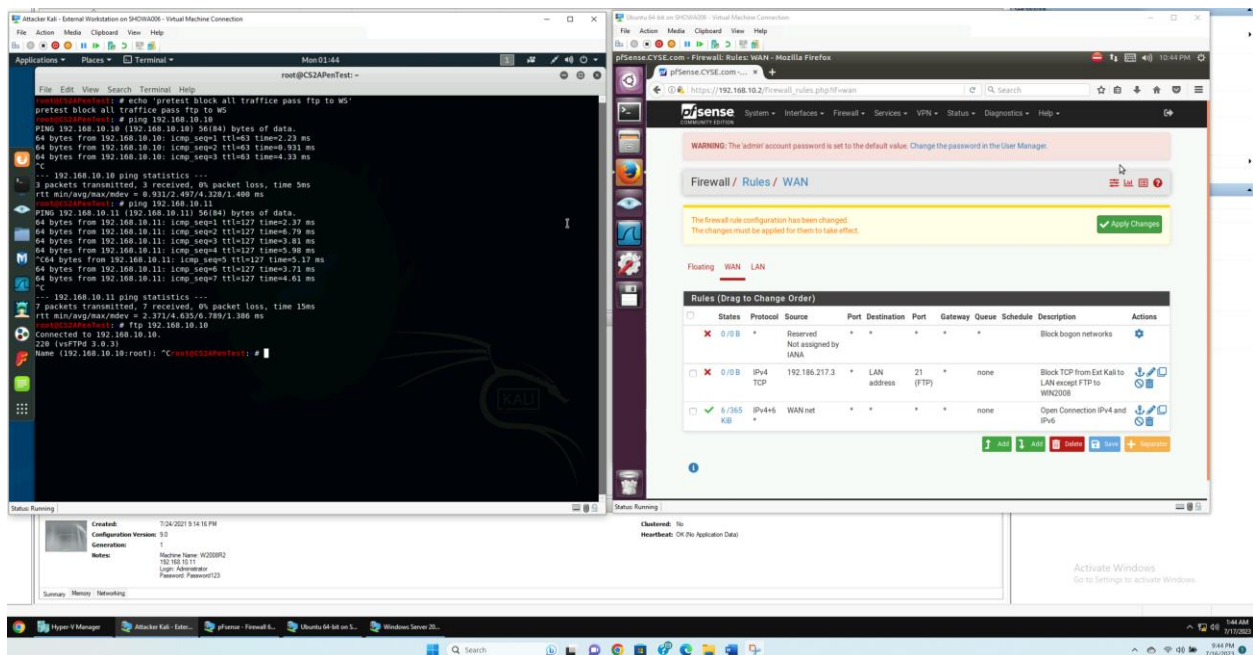 Attacker Kali - External Workstation on SHOWA006 - Virtual Machine Connection
File Action Media Clipboard View Help
Applications Places Terminal Mon 01:44 1
root@CS2APenTest: ~
File Edit View Search Terminal Help
root@CS2APenTest: # echo 'pretest block all traffice pass ftp to WS'
pretest block all traffice pass ftp to WS
root@CS2APenTest: # ping 192.168.10.10
PING 192.168.10.10 (192.168.10.10) 56(84) bytes of data.
64 bytes from 192.168.10.10: icmp_seq=1 ttl=63 time=2.23 ms
64 bytes from 192.168.10.10: icmp_seq=2 ttl=63 time=0.931 ms
64 bytes from 192.168.10.10: icmp_seq=3 ttl=63 time=4.33 ms
^C
--- 192.168.10.10 ping statistics ---
3 packets transmitted, 3 received, 0% packet loss, time 5ms
rtt min/avg/max/mdev = 0.931/2.497/4.328/1.400 ms
root@CS2APenTest: # ping 192.168.10.11
PING 192.168.10.11 (192.168.10.11) 56(84) bytes of data.
64 bytes from 192.168.10.11: icmp_seq=1 ttl=127 time=2.37 ms
64 bytes from 192.168.10.11: icmp_seq=2 ttl=127 time=6.79 ms
64 bytes from 192.168.10.11: icmp_seq=3 ttl=127 time=3.81 ms
64 bytes from 192.168.10.11: icmp_seq=4 ttl=127 time=5.98 ms
^C64 bytes from 192.168.10.11: icmp_seq=5 ttl=127 time=5.17 ms
64 bytes from 192.168.10.11: icmp_seq=6 ttl=127 time=3.71 ms
64 bytes from 192.168.10.11: icmp_seq=7 ttl=127 time=4.61 ms
^C
--- 192.168.10.11 ping statistics ---
7 packets transmitted, 7 received, 0% packet loss, time 15ms
rtt min/avg/max/mdev = 2.371/4.635/6.789/1.386 ms
root@CS2APenTest: # ftp 192.168.10.10
Connected to 192.168.10.10.
220 (vsFTPd 3.0.3)
Name (192.168.10.10:root): ^Croot@CS2APenTest: #
KALI
Status: Running
Ubuntu 64-bit on SHOWA006 - Virtual Machine Connection
File Action Media Clipboard View Help
pfSense.CYSE.com - Firewall: Rules: WAN - Mozilla Firefox 10:44 PM
pfSense.CYSE.com -...
https://192.168.10.2/firewall_rules.php?if=wan Search
pfsense System Interfaces Firewall Services VPN Status Diagnostics Help
COMMUNITY EDITION
WARNING: The 'admin' account password is set to the default value. Change the password in the User Manager.
Firewall / Rules / WAN
The firewall rule configuration has been changed.
The changes must be applied for them to take effect.
Apply Changes
Floating WAN LAN
Rules (Drag to Change Order)
States Protocol Source Port Destination Port Gateway Queue Schedule Description Actions
0/0 B * Reserved Not assigned by IANA * * * * * Block bogon networks
0/0 B IPv4 TCP 192.186.217.3 * LAN address 21 (FTP) * none Block TCP from Ext Kali to LAN except FTP to WIN2008
6/365 KiB IPv4+6 * WAN net * * * * none Open Connection IPv4 and IPv6
Add Add Delete Save Separator
Status: Running
Created: 7/24/2021 5:14:16 PM
Configuration Version: 9.0
Generation: 1
Notes: Machine Name: W2008R2
192.168.10.11
Login: Administrator
Password: Password123
Clustered: No
Heartbeat: OK (No Application Data)
Summary Memory Networking
Activate Windows
Go to Settings to activate Windows.
Hyper-V Manager Attacker Kali - Exter... pfsense - Firewall 6... Ubuntu 64-bit on S... Windows Server 20...
1:44 AM
7/17/2023
Search
9:44 PM
7/16/2023